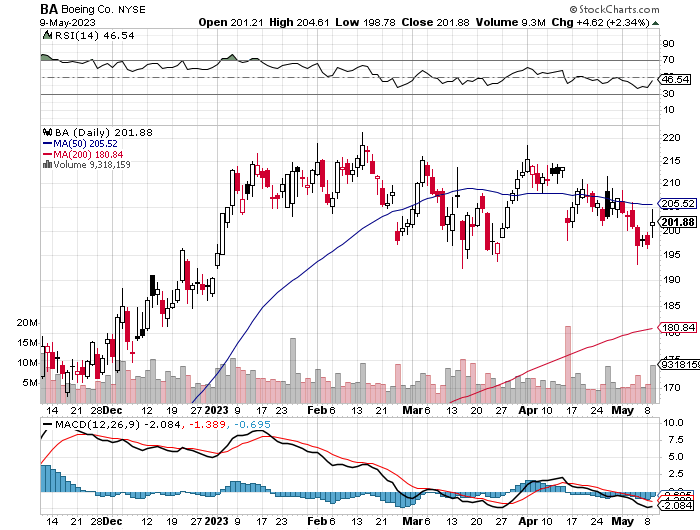 BA Boeing Co. NYSE © StockCharts.com
9-May-2023 Open 201.21 High 204.61 Low 198.78 Close 201.88 Volume 9.3M Chg +4.62 (+2.34%)
RSI(14) 46.54
90
70
46.54
30
10
BA (Daily) 201.88
MA(50) 205.52
MA(200) 180.84
Volume 9,318,159
220
215
210
205.52
201.88
200
195
190
185
180.84
175
170
20M
15M
10M
5M
9318159
14 21 28 Dec 12 19 27 2023 9 17 23 Feb 6 13 21 Mar 6 13 20 27 Apr 10 17 24 May 8
MACD(12,26,9) -2.084, -1.389, -0.695
10.0
7.5
5.0
2.5
0.0
-0.695
-2.084
14 21 28 Dec 12 19 27 2023 9 17 23 Feb 6 13 21 Mar 6 13 20 27 Apr 10 17 24 May 8